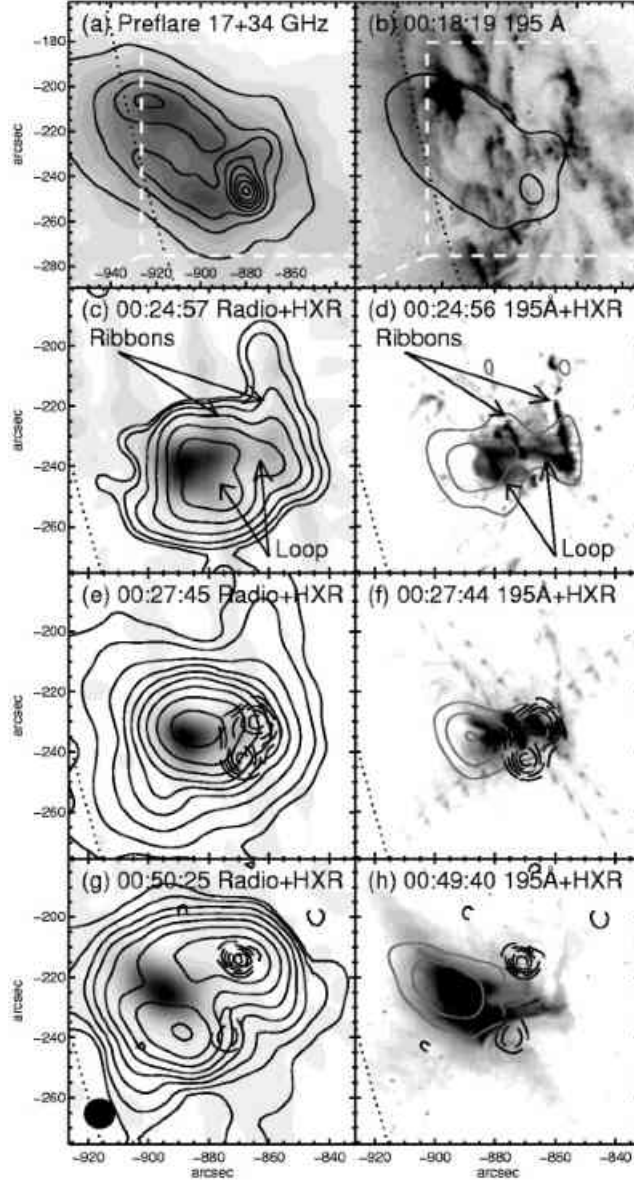 (a) Preflare 17+34 GHz
(b) 00:18:19 195 Å
arcsec
-180
-200
-220
-240
-260
-280
-940 -920 -900 -880 -860
(c) 00:24:57 Radio+HXR
(d) 00:24:56 195Å+HXR
Ribbons
Ribbons
arcsec
-200
-220
-240
-260
Loop
Loop
(e) 00:27:45 Radio+HXR
(f) 00:27:44 195Å+HXR
arcsec
-200
-220
-240
-260
(g) 00:50:25 Radio+HXR
(h) 00:49:40 195Å+HXR
arcsec
-200
-220
-240
-260
-920 -900 -880 -860 -840
-920 -900 -880 -860 -840
arcsec
arcsec